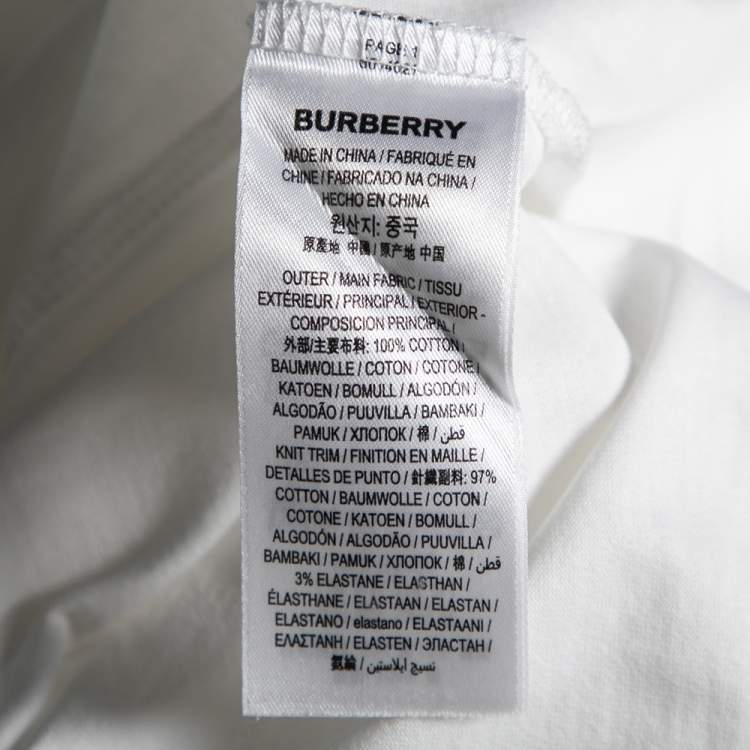 PAGE 1
BURBERRY
MADE IN CHINA / FABRIQUÉ EN
CHINE / FABRICADO NA CHINA /
HECHO EN CHINA
원산지: 중국
原產地 中國 / 原产地 中国
OUTER / MAIN FABRIC / TISSU
EXTÉRIEUR / PRINCIPAL / EXTERIOR -
COMPOSICION PRINCIPAL /
外部/主要布料: 100% COTTON /
BAUMWOLLE / COTON / COTONE /
KATOEN / BOMULL / ALGODÓN /
ALGODÃO / PUUVILLA / BAMBAKI /
PAMUK / ХЛОПОК / 棉 / قطن /
KNIT TRIM / FINITION EN MAILLE /
DETALLES DE PUNTO / 針織副料: 97%
COTTON / BAUMWOLLE / COTON /
COTONE / KATOEN / BOMULL /
ALGODÓN / ALGODÃO / PUUVILLA /
BAMBAKI / PAMUK / ХЛОПОК / 棉 / قطن /
3% ELASTANE / ELASTHAN /
ÉLASTHANE / ELASTAAN / ELASTAN /
ELASTANO / elastano / ELASTAANI /
ΕΛΑΣΤΑΝΗ / ELASTEN / ЭЛАСТАН /
氨綸 / نسيج ايلاستين